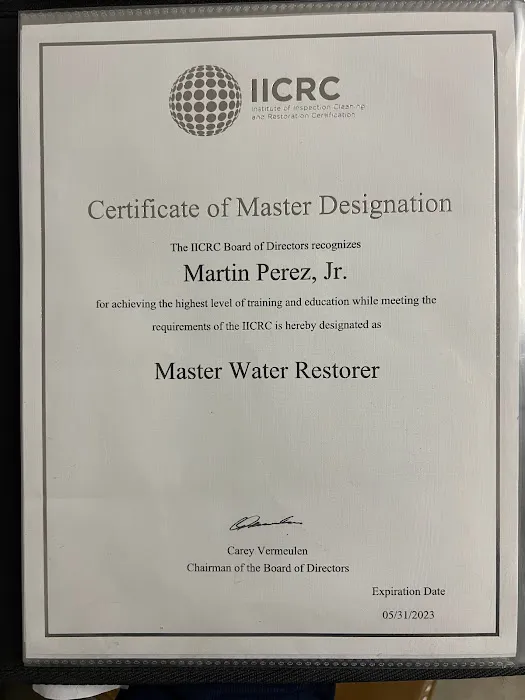 IICRC
Institute of Inspection Cleaning
and Restoration Certification
Certificate of Master Designation
The IICRC Board of Directors recognizes
Martin Perez, Jr.
for achieving the highest level of training and education while meeting the
requirements of the IICRC is hereby designated as
Master Water Restorer
Carey Vermeulen
Chairman of the Board of Directors
Expiration Date
05/31/2023